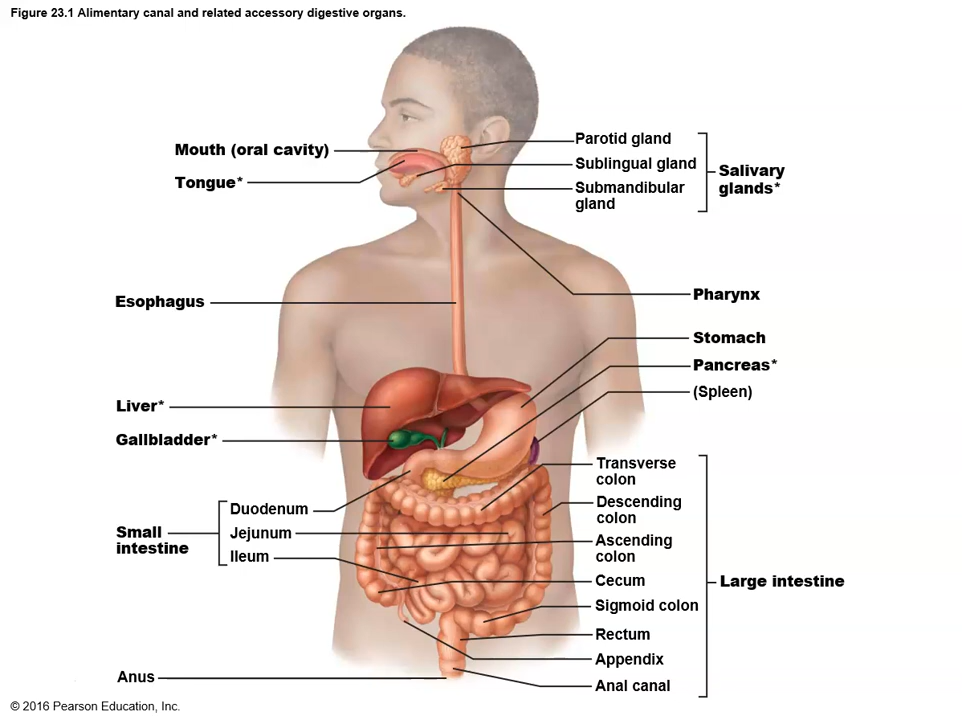 Figure 23.1 Alimentary canal and related accessory digestive organs.
Mouth (oral cavity)
Tongue*
Parotid gland
Sublingual gland
Submandibular
gland
Salivary
glands*
Esophagus
Pharynx
Stomach
Pancreas*
(Spleen)
Liver*
Gallbladder*
Small
intestine
Duodenum
Jejunum
Ileum
Transverse
colon
Descending
colon
Ascending
colon
Cecum
Sigmoid colon
Rectum
Appendix
Anal canal
Large intestine
Anus
© 2016 Pearson Education, Inc.